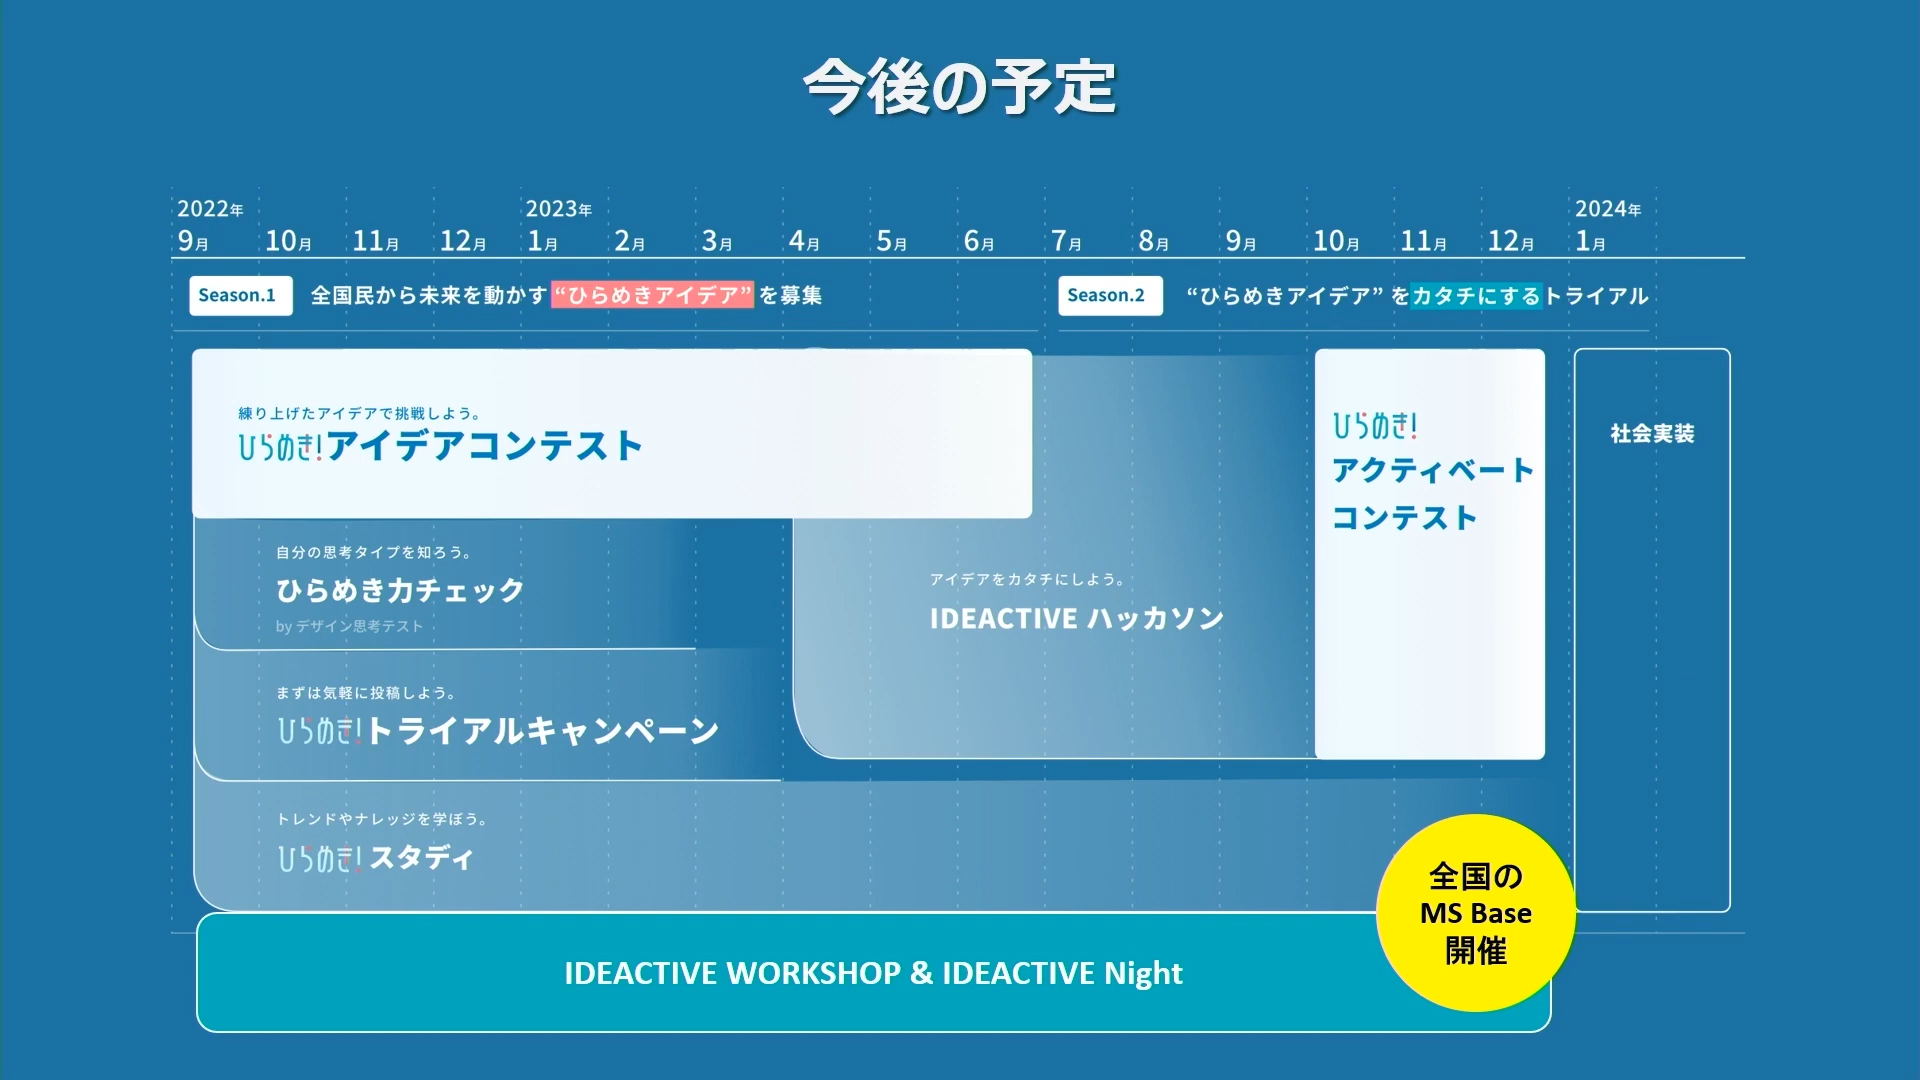 今後の予定
2022年 2023年 2024年
9月 10月 11月 12月 1月 2月 3月 4月 5月 6月 7月 8月 9月 10月 11月 12月 1月
Season.1 全国民から未来を動かす“ひらめきアイデア”を募集
Season.2 “ひらめきアイデア”をカタチにするトライアル
練り上げたアイデアで挑戦しよう。
ひらめき!アイデアコンテスト
自分の思考タイプを知ろう。
ひらめき力チェック
by デザイン思考テスト
まずは気軽に投稿しよう。
ひらめき!トライアルキャンペーン
トレンドやナレッジを学ぼう。
ひらめき!スタディ
アイデアをカタチにしよう。
IDEACTIVE ハッカソン
ひらめき!
アクティベート
コンテスト
社会実装
IDEACTIVE WORKSHOP & IDEACTIVE Night
全国の
MS Base
開催